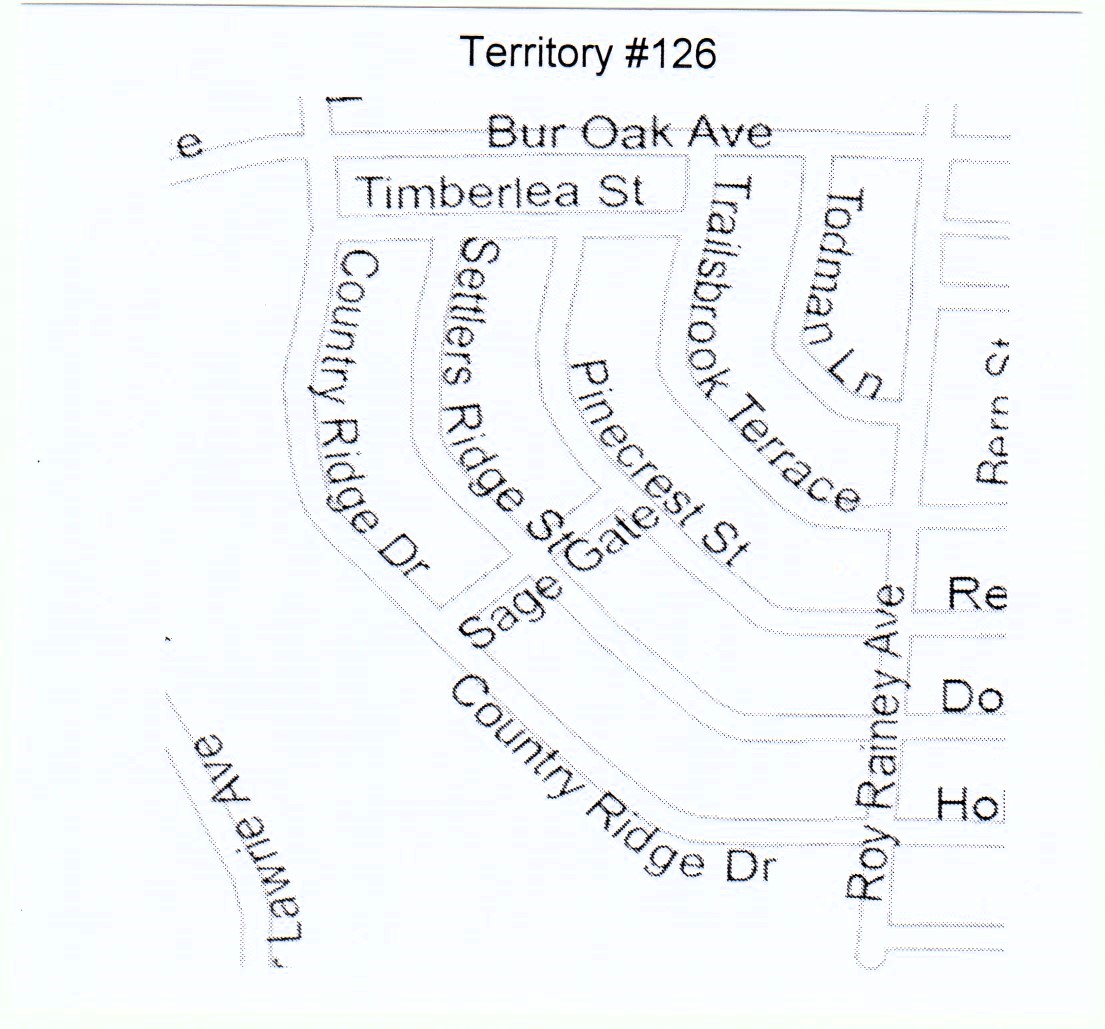 Territory #126
e
Bur Oak Ave
Timberlea St
Trailsbrook Terrace
Todman Ln
Country Ridge Dr
Settlers Ridge St
Pinecrest St
Bern St
Sage Gate
Re
Roy Rainey Ave
Do
Country Ridge Dr
Ho
Lawrie Ave